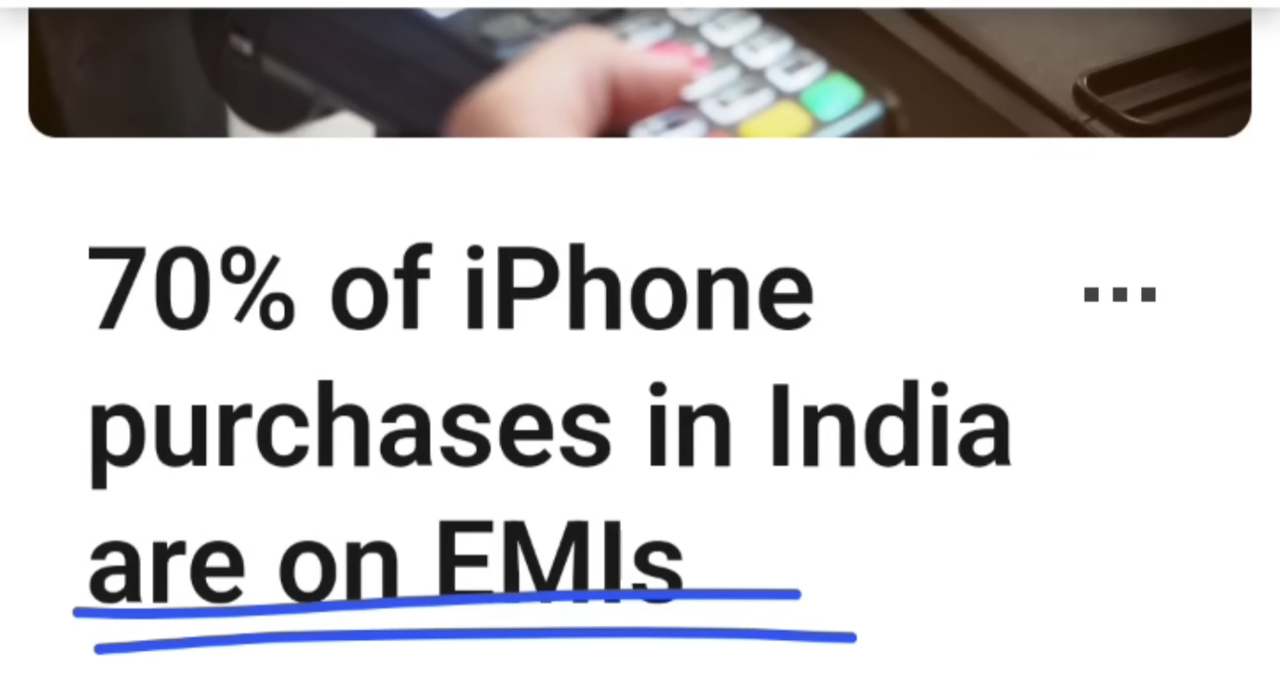 70% of iPhone
purchases in India
are on EMIs